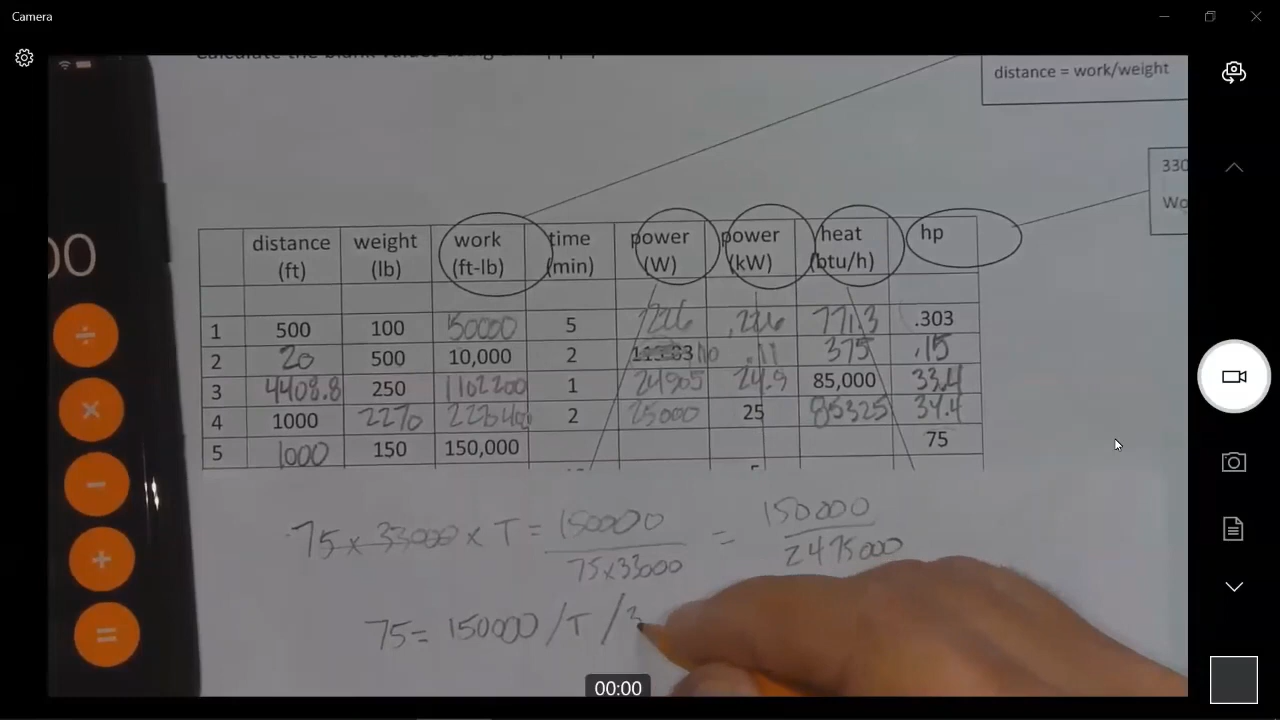 Camera
distance = work/weight
330
Wo
00
distance (ft) weight (lb) work (ft-lb) time (min) power (W) power (kW) heat (btu/h) hp
1 500 100 50000 5 226 .226 771.3 .303
2 20 500 10,000 2 110 .11 375 .15
3 4408.8 250 1102200 1 24905 24.9 85,000 33.4
4 1000 2270 2 25000 25 85325 34.4
5 1000 150 150,000 75
÷
×
−
+
=
75 x 33000 x T = 150000 / 75x33000 = 150000 / 2475000
75 = 150000 / T / 3
00:00